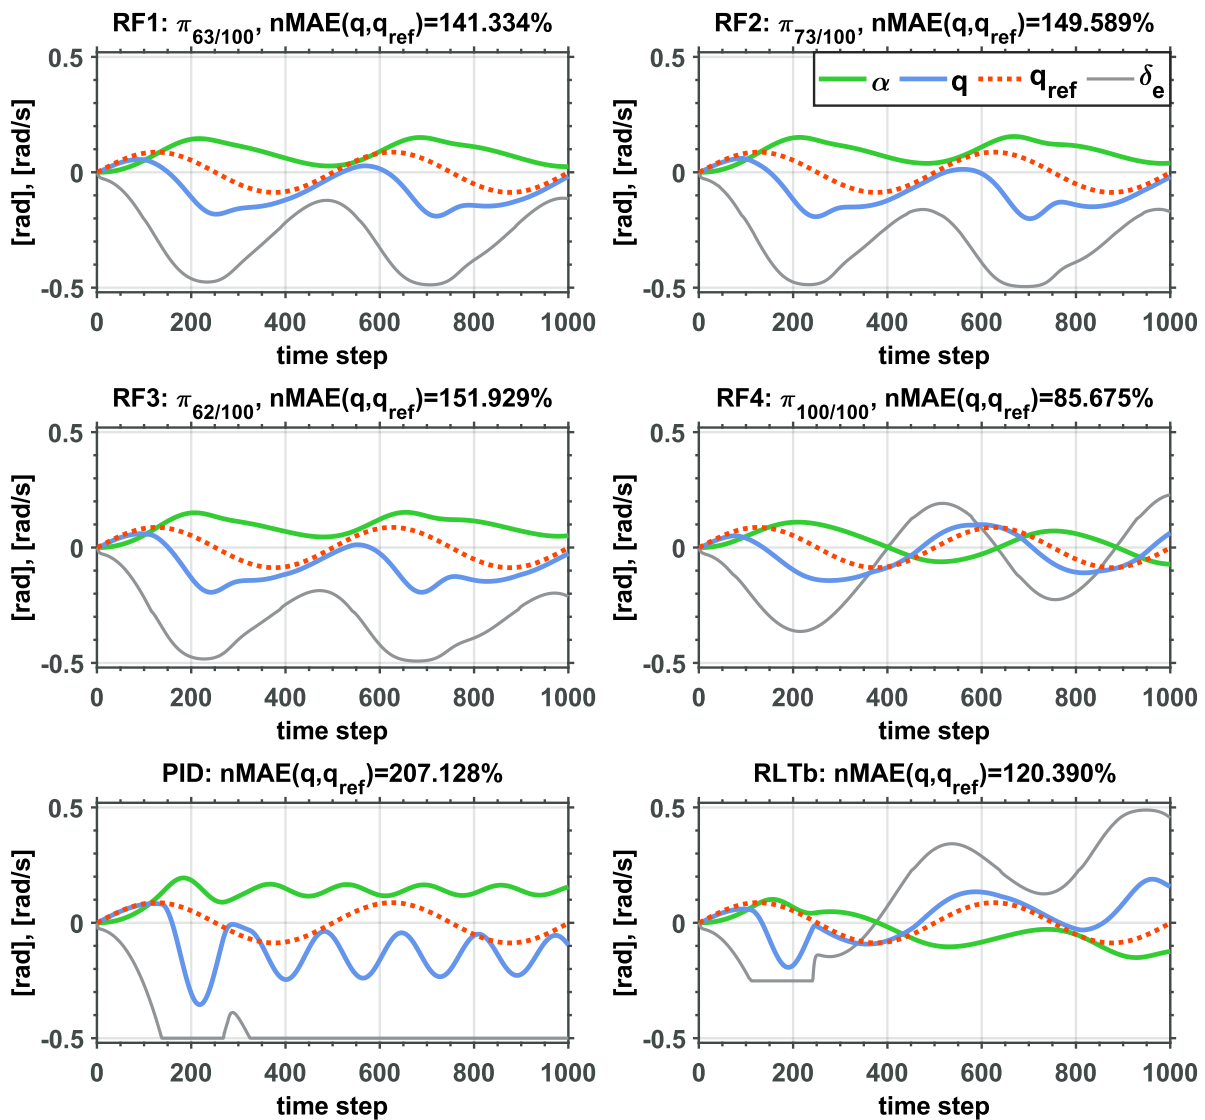 RF1: π63/100, nMAE(q,qref)=141.334%
0.5
0
-0.5
[rad], [rad/s]
0 200 400 600 800 1000
time step
RF2: π73/100, nMAE(q,qref)=149.589%
α q qref δe
0.5
0
-0.5
[rad], [rad/s]
0 200 400 600 800 1000
time step
RF3: π62/100, nMAE(q,qref)=151.929%
0.5
0
-0.5
[rad], [rad/s]
0 200 400 600 800 1000
time step
RF4: π100/100, nMAE(q,qref)=85.675%
0.5
0
-0.5
[rad], [rad/s]
0 200 400 600 800 1000
time step
PID: nMAE(q,qref)=207.128%
0.5
0
-0.5
[rad], [rad/s]
0 200 400 600 800 1000
time step
RLTb: nMAE(q,qref)=120.390%
0.5
0
-0.5
[rad], [rad/s]
0 200 400 600 800 1000
time step